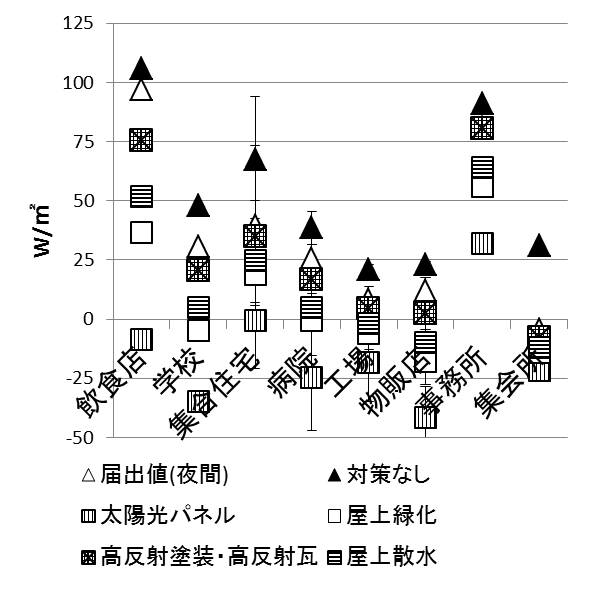 125
100
75
50
25
0
-25
-50
W/㎡
飲食店
学校
集合住宅
病院
工場
物販店
事務所
集会所
届出値(夜間) 対策なし
太陽光パネル 屋上緑化
高反射塗装・高反射瓦 屋上散水